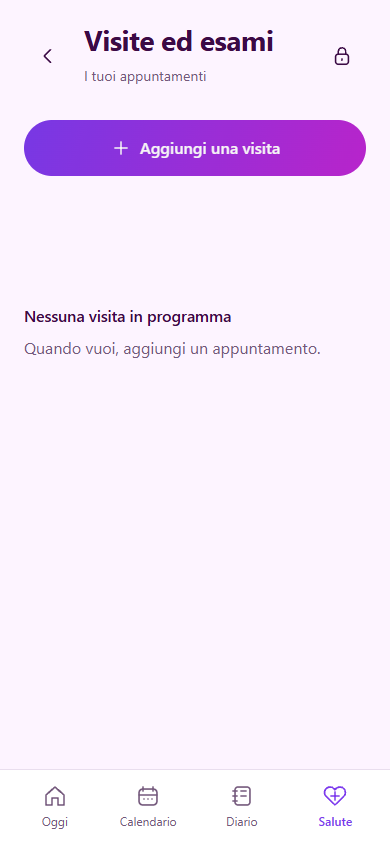 Visite ed esami
I tuoi appuntamenti
Aggiungi una visita
Nessuna visita in programma
Quando vuoi, aggiungi un appuntamento.
Oggi
Calendario
Diario
Salute